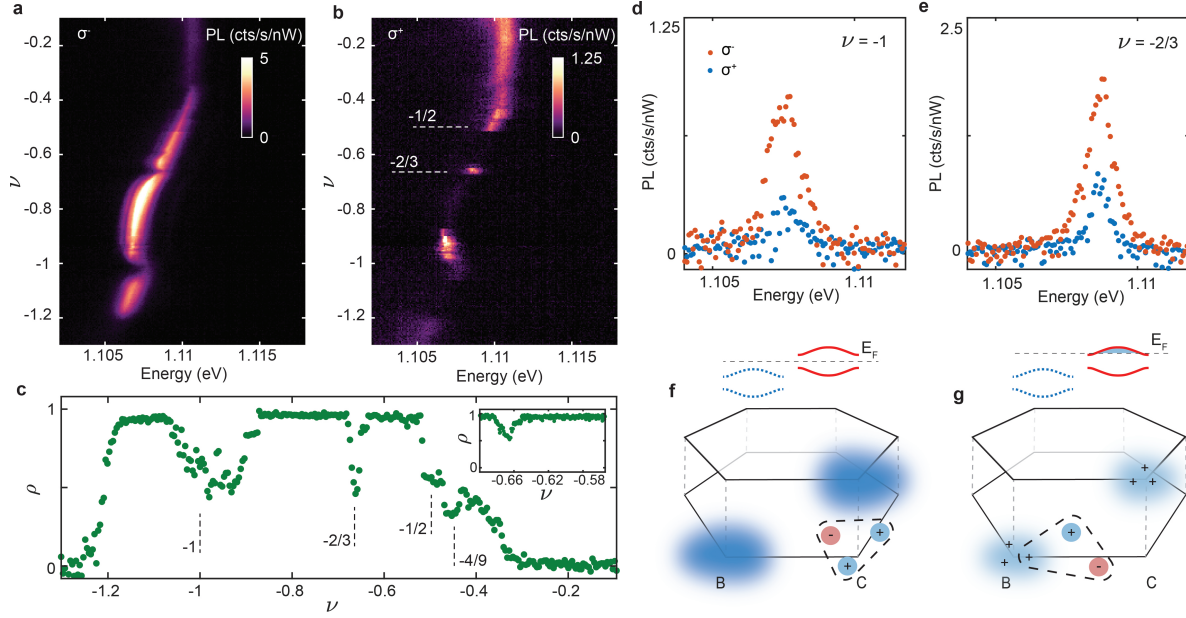 a
σ-
PL (cts/s/nW)
5
0
-0.2
-0.4
-0.6
-0.8
-1
-1.2
ν
1.105
1.11
1.115
Energy (eV)
b
σ+
PL (cts/s/nW)
1.25
0
-1/2
-2/3
-0.2
-0.4
-0.6
-0.8
-1
-1.2
ν
1.105
1.11
1.115
Energy (eV)
c
1
ρ
0
-1
-2/3
-1/2
-4/9
-1.2
-1
-0.8
-0.6
-0.4
-0.2
ν
1
ρ
0
-0.66
-0.62
-0.58
ν
d
1.25
ν = -1
σ-
σ+
PL (cts/s/nW)
0
1.105
1.11
Energy (eV)
e
2.5
ν = -2/3
PL (cts/s/nW)
0
1.105
1.11
Energy (eV)
f
EF
-
+
+
B
C
g
EF
+
+ + +
+
+ +
+
-
B
C